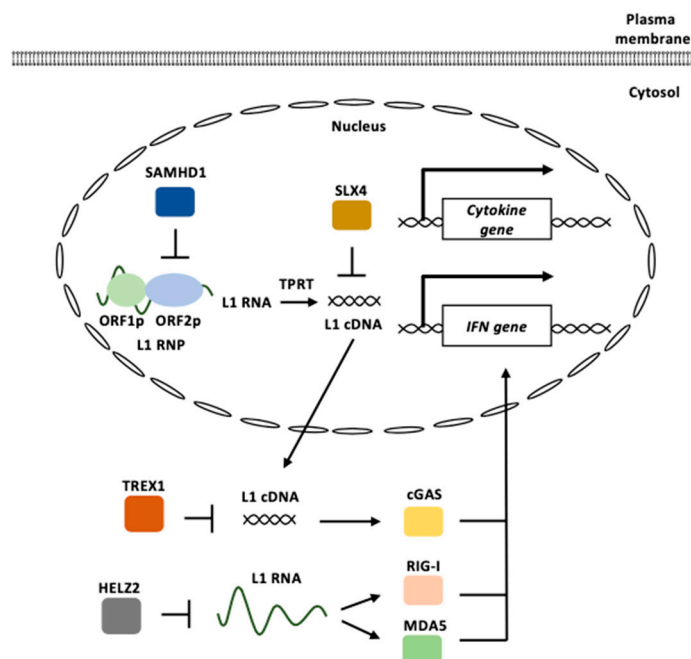 Plasma
membrane
Cytosol
Nucleus
SAMHD1
SLX4
Cytokine
gene
TPRT
L1 RNA
ORF1p ORF2p
L1 RNP
L1 cDNA
IFN gene
TREX1
L1 cDNA
cGAS
RIG-I
L1 RNA
HELZ2
MDA5